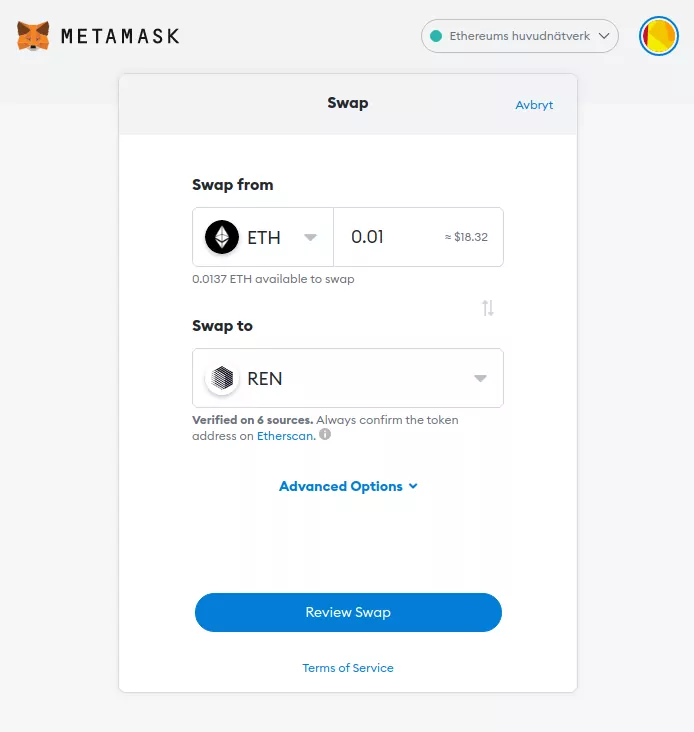 METAMASK
Ethereums huvudnätverk
Swap
Avbryt
Swap from
ETH
0.01
≈ $18.32
0.0137 ETH available to swap
Swap to
REN
Verified on 6 sources. Always confirm the token
address on Etherscan.
Advanced Options
Review Swap
Terms of Service